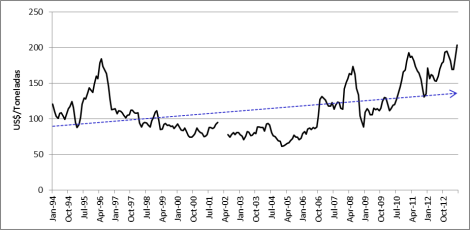 250
200
150
100
50
0
US$/Toneladas
Jan-94
Oct-94
Jul-95
Apr-96
Jan-97
Oct-97
Jul-98
Apr-99
Jan-00
Oct-00
Jul-01
Apr-02
Jan-03
Oct-03
Jul-04
Apr-05
Jan-06
Oct-06
Jul-07
Apr-08
Jan-09
Oct-09
Jul-10
Apr-11
Jan-12
Oct-12